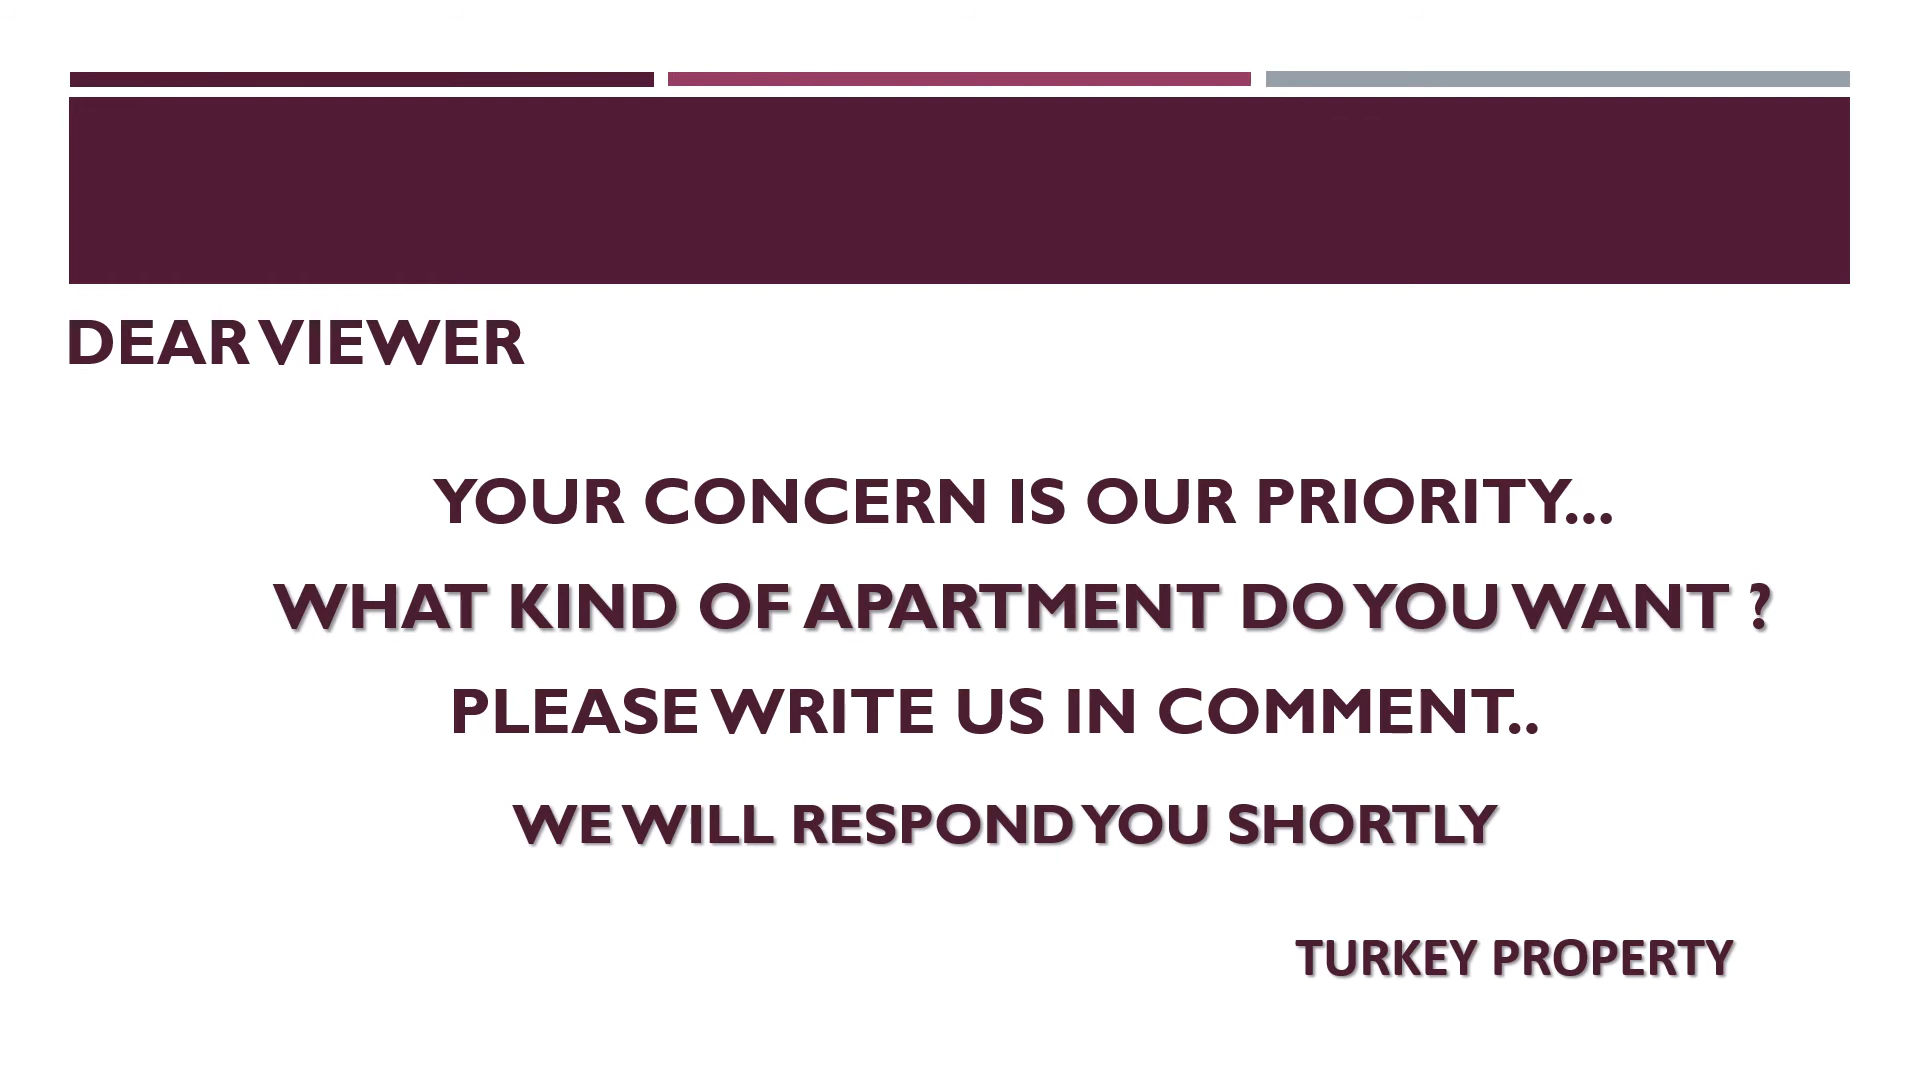 DEAR VIEWER
YOUR CONCERN IS OUR PRIORITY...
WHAT KIND OF APARTMENT DO YOU WANT ?
PLEASE WRITE US IN COMMENT..
WE WILL RESPOND YOU SHORTLY
TURKEY PROPERTY